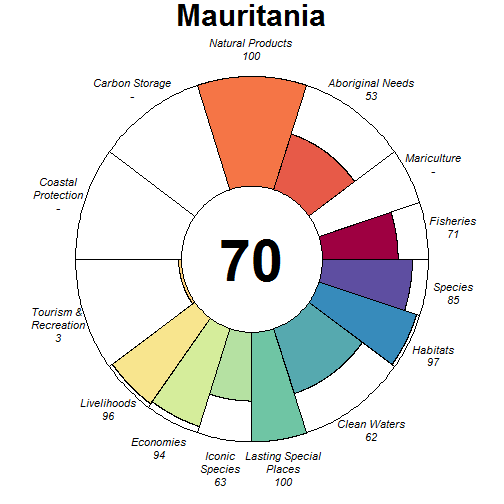 Mauritania
Natural Products
100
Carbon Storage
-
Aboriginal Needs
53
Mariculture
-
Coastal
Protection
-
Fisheries
71
70
Species
85
Tourism &
Recreation
3
Habitats
97
Livelihoods
96
Clean Waters
62
Economies
94
Iconic
Species
63
Lasting Special
Places
100